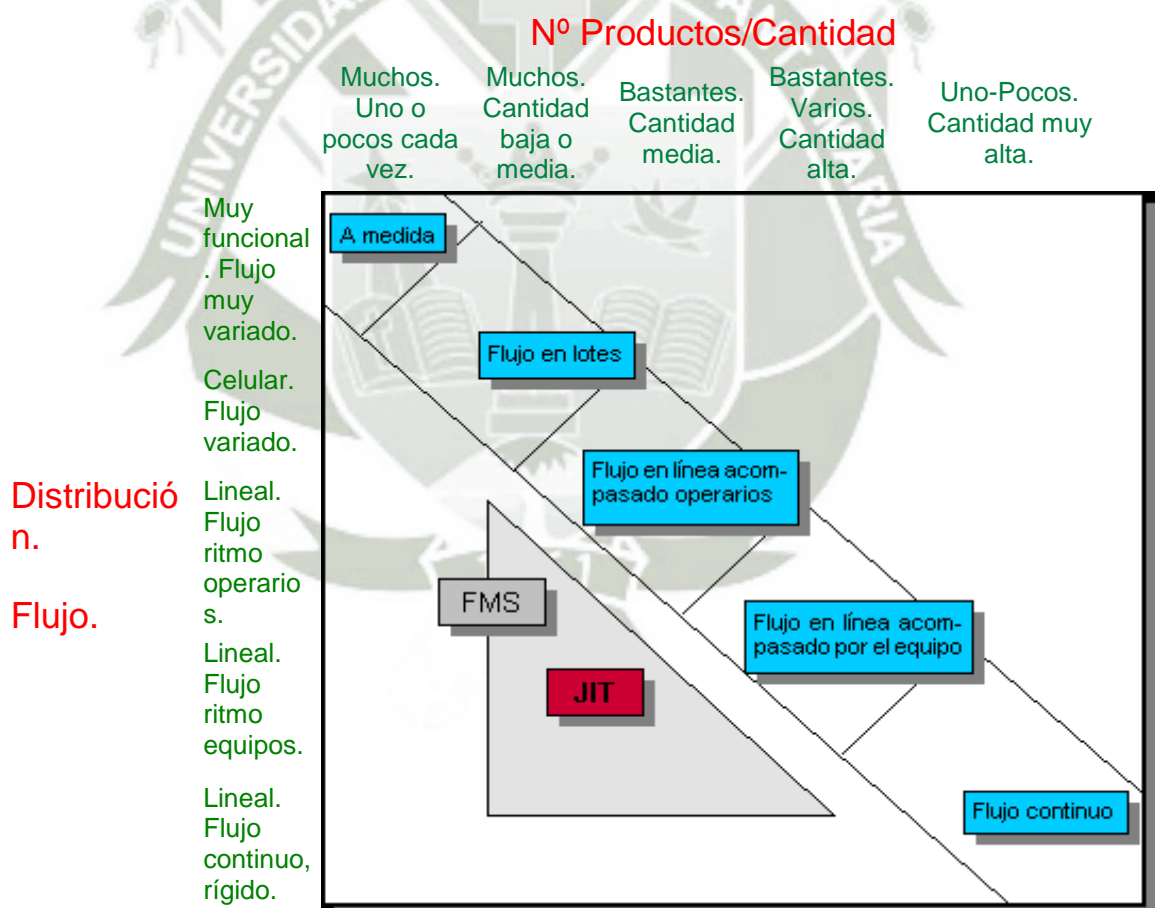 Nº Productos/Cantidad
Muchos.
Uno o
pocos cada
vez.
Muchos.
Cantidad
baja o
media.
Bastantes.
Cantidad
media.
Bastantes.
Varios.
Cantidad
alta.
Uno-Pocos.
Cantidad muy
alta.
Distribució
n.
Flujo.
Muy
funcional
. Flujo
muy
variado.
Celular.
Flujo
variado.
Lineal.
Flujo
ritmo
operario
s.
Lineal.
Flujo
ritmo
equipos.
Lineal.
Flujo
continuo,
rígido.
A medida
Flujo en lotes
Flujo en línea acom-
pasado operarios
FMS
JIT
Flujo en línea acom-
pasado por el equipo
Flujo continuo